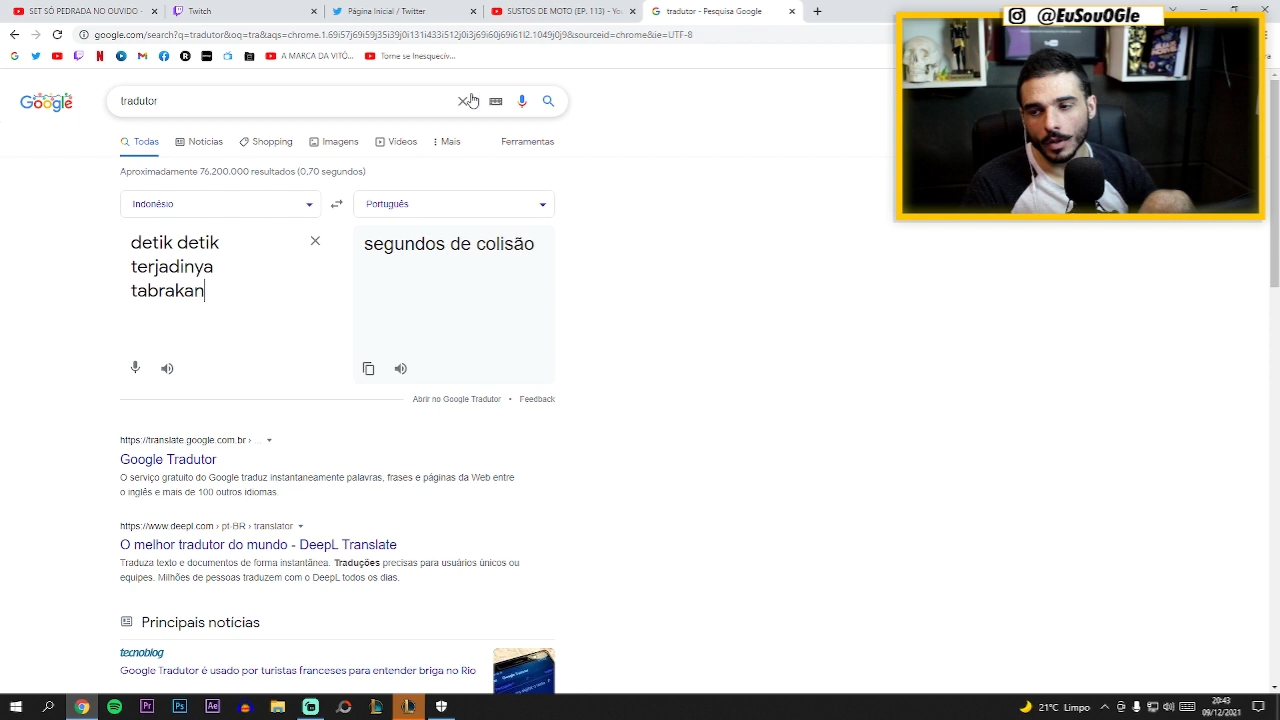 SET SÓ PEDRADA NO OUVIDO -
Twitch
SUSTOS DE MOTO (EP. 113) - Yo
tradutor - Pesquisa Google
@EuSouOGle
A MARCA DA VITÓ...
Torne se mesquéciv...
Google
tradutor
Todas
Notícias
Shopping
Imagens
Vídeos
Mais
Ferramentas
Aproximadamente 76.200.000 resultados (0,70 segundos)
Indonésio
Português
detik detik
terjadinya
tabrakan
segundos de colisão
Abrir no Google Tradutor • Feedback
https://translate.google.com.br › ...
Google Tradutor
O serviço gratuito do Google traduz instantaneamente palavras, frases e páginas da Web entre
o inglês e mais de 100 outros idiomas.
https://www.deepl.com › pt-BR › translator
O melhor tradutor do mundo - DeepL Translate
Traduza texto e documentos de forma instantânea. Traduções precisas para usuários únicos ou
equipes. Milhões de pessoas traduzem com o DeepL todos os dias.
Principais notícias
tecnoblog
Google Tradutor é usado por turistas franceses para entender briga no Rio
21°C Limpo
20:43
09/12/2021